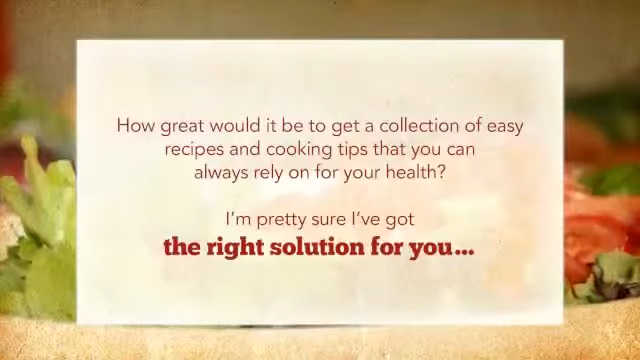 How great would it be to get a collection of easy
recipes and cooking tips that you can
always rely on for your health?
I'm pretty sure I've got
the right solution for you...